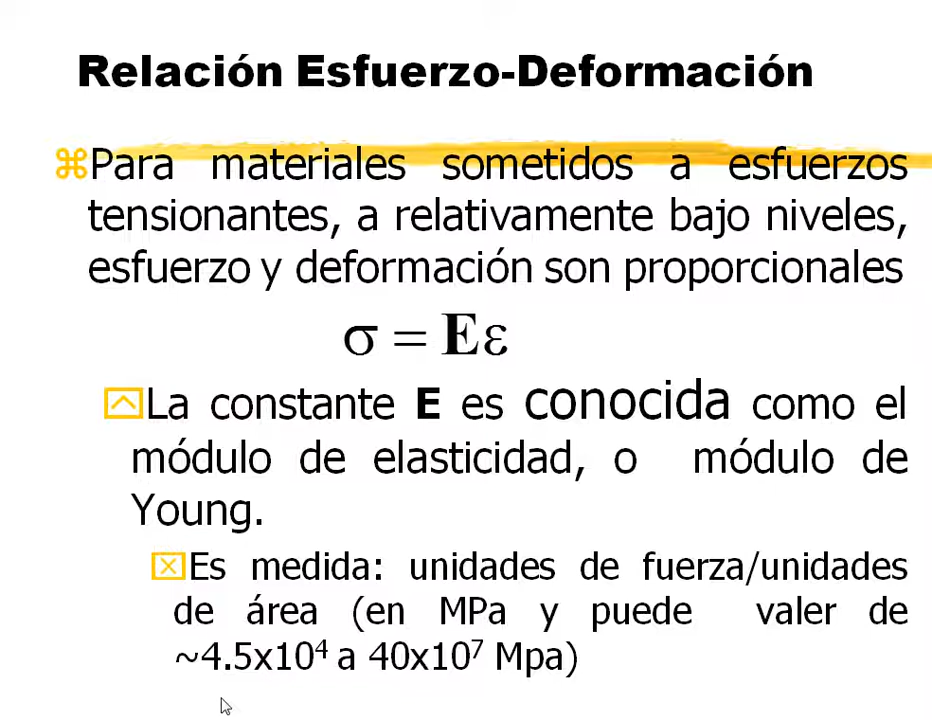 Relación Esfuerzo-Deformación
Para materiales sometidos a esfuerzos
tensionantes, a relativamente bajo niveles,
esfuerzo y deformación son proporcionales
σ = Eε
La constante E es conocida como el
módulo de elasticidad, o módulo de
Young.
Es medida: unidades de fuerza/unidades
de área (en MPa y puede valer de
~4.5x10⁴ a 40x10⁷ Mpa)